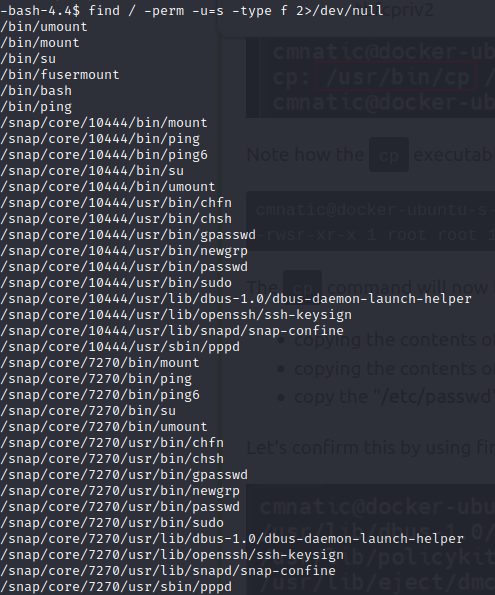 -bash-4.4$ find / -perm -u=s -type f 2>/dev/null
/bin/umount
/bin/mount
/bin/su
/bin/fusermount
/bin/bash
/bin/ping
/snap/core/10444/bin/mount
/snap/core/10444/bin/ping
/snap/core/10444/bin/ping6
/snap/core/10444/bin/su
/snap/core/10444/bin/umount
/snap/core/10444/usr/bin/chfn
/snap/core/10444/usr/bin/chsh
/snap/core/10444/usr/bin/gpasswd
/snap/core/10444/usr/bin/newgrp
/snap/core/10444/usr/bin/passwd
/snap/core/10444/usr/bin/sudo
/snap/core/10444/usr/lib/dbus-1.0/dbus-daemon-launch-helper
/snap/core/10444/usr/lib/openssh/ssh-keysign
/snap/core/10444/usr/lib/snapd/snap-confine
/snap/core/10444/usr/sbin/pppd
/snap/core/7270/bin/mount
/snap/core/7270/bin/ping
/snap/core/7270/bin/ping6
/snap/core/7270/bin/su
/snap/core/7270/bin/umount
/snap/core/7270/usr/bin/chfn
/snap/core/7270/usr/bin/chsh
/snap/core/7270/usr/bin/gpasswd
/snap/core/7270/usr/bin/newgrp
/snap/core/7270/usr/bin/passwd
/snap/core/7270/usr/bin/sudo
/snap/core/7270/usr/lib/dbus-1.0/dbus-daemon-launch-helper
/snap/core/7270/usr/lib/openssh/ssh-keysign
/snap/core/7270/usr/lib/snapd/snap-confine
/snap/core/7270/usr/sbin/pppd
cmnatic@docker-ub
cp: /usr/bin/cp /
cmnatic@docker-ub
Note how the cp executab
cmnatic@docker-ubuntu-s
-rwsr-xr-x 1 root root
The cp command will now
copying the contents of
copying the contents of
copy the "/etc/passwd"
Let's confirm this by using fin
cmnatic@docker-ubun
/usr/lib/dbus-1.0/
/usr/lib/policykit
/usr/lib/eject/dmc